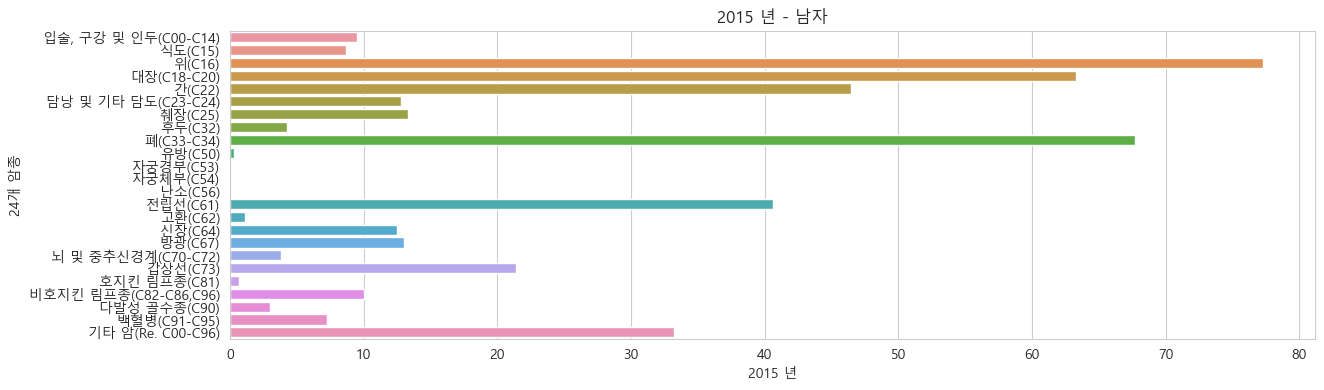 2015 년 - 남자
24개 암종
입술, 구강 및 인두(C00-C14)
식도(C15)
위(C16)
대장(C18-C20)
간(C22)
담낭 및 기타 담도(C23-C24)
췌장(C25)
후두(C32)
폐(C33-C34)
유방(C50)
자궁경부(C53)
자궁체부(C54)
난소(C56)
전립선(C61)
고환(C62)
신장(C64)
방광(C67)
뇌 및 중추신경계(C70-C72)
갑상선(C73)
호지킨 림프종(C81)
비호지킨 림프종(C82-C86,C96)
다발성 골수종(C90)
백혈병(C91-C95)
기타 암(Re. C00-C96)
0 10 20 30 40 50 60 70 80
2015 년